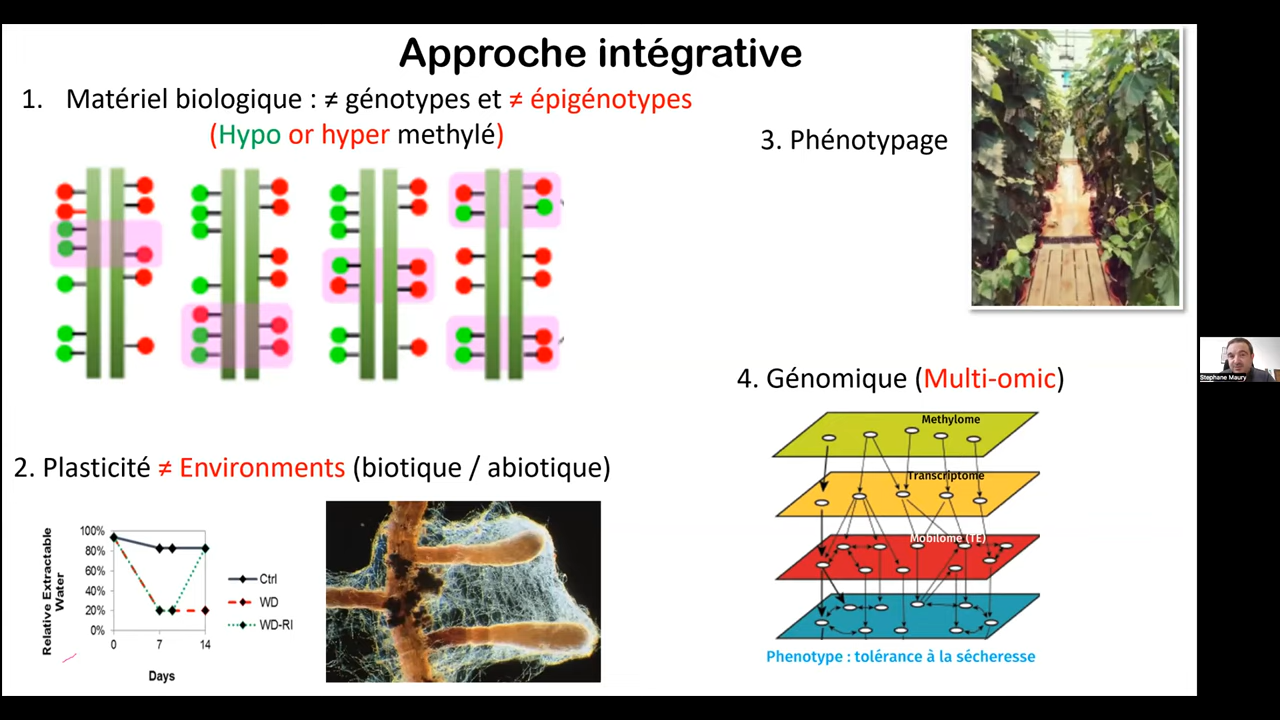 Approche intégrative
1. Matériel biologique : ≠ génotypes et ≠ épigénotypes
(Hypo or hyper methylé)
3. Phénotypage
4. Génomique (Multi-omic)
Methylome
Transcriptome
Mobilome (TE)
Phenotype : tolérance à la sécheresse
2. Plasticité ≠ Environments (biotique / abiotique)
Relative Extractable
Water
100%
80%
60%
40%
20%
0%
0 7 14
Days
Ctrl
WD
WD-RI
Stephane Maury